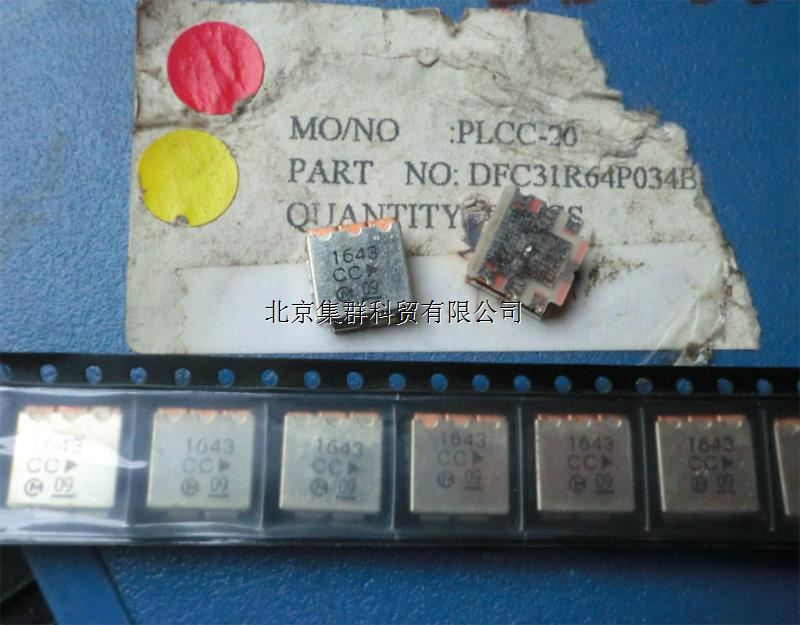 MO/NO :PLCC-20
PART NO: DFC31R64P034B
QUANTITY
1643
CC
M 09
北京集群科贸有限公司
1643
CC
M 09
1643
CC
M 09
1643
CC
M 09
1643
CC
M 09
1643
CC
M 09
1643
CC
M 09